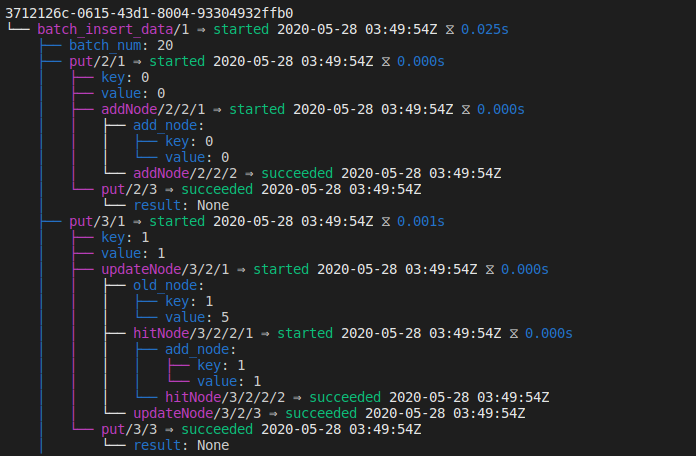 3712126c-0615-43d1-8004-93304932ffb0
└── batch_insert_data/1 ⇒ started 2020-05-28 03:49:54Z ⧖ 0.025s
    ├── batch_num: 20
    ├── put/2/1 ⇒ started 2020-05-28 03:49:54Z ⧖ 0.000s
    │   ├── key: 0
    │   ├── value: 0
    │   ├── addNode/2/2/1 ⇒ started 2020-05-28 03:49:54Z ⧖ 0.000s
    │   │   ├── add_node:
    │   │   │   ├── key: 0
    │   │   │   └── value: 0
    │   │   └── addNode/2/2/2 ⇒ succeeded 2020-05-28 03:49:54Z
    │   └── put/2/3 ⇒ succeeded 2020-05-28 03:49:54Z
    │       └── result: None
    ├── put/3/1 ⇒ started 2020-05-28 03:49:54Z ⧖ 0.001s
    │   ├── key: 1
    │   ├── value: 1
    │   ├── updateNode/3/2/1 ⇒ started 2020-05-28 03:49:54Z ⧖ 0.000s
    │   │   ├── old_node:
    │   │   │   ├── key: 1
    │   │   │   └── value: 5
    │   │   ├── hitNode/3/2/2/1 ⇒ started 2020-05-28 03:49:54Z ⧖ 0.000s
    │   │   │   ├── add_node:
    │   │   │   │   ├── key: 1
    │   │   │   │   └── value: 1
    │   │   │   └── hitNode/3/2/2/2 ⇒ succeeded 2020-05-28 03:49:54Z
    │   │   └── updateNode/3/2/3 ⇒ succeeded 2020-05-28 03:49:54Z
    │   └── put/3/3 ⇒ succeeded 2020-05-28 03:49:54Z
    │       └── result: None